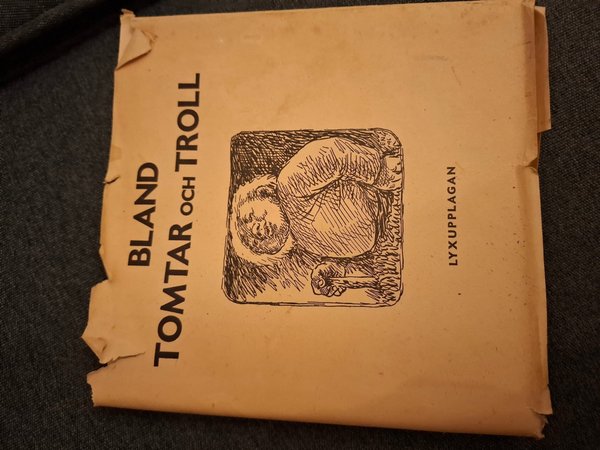 BLAND
TOMTAR OCH TROLL
LYXUPPLAGAN